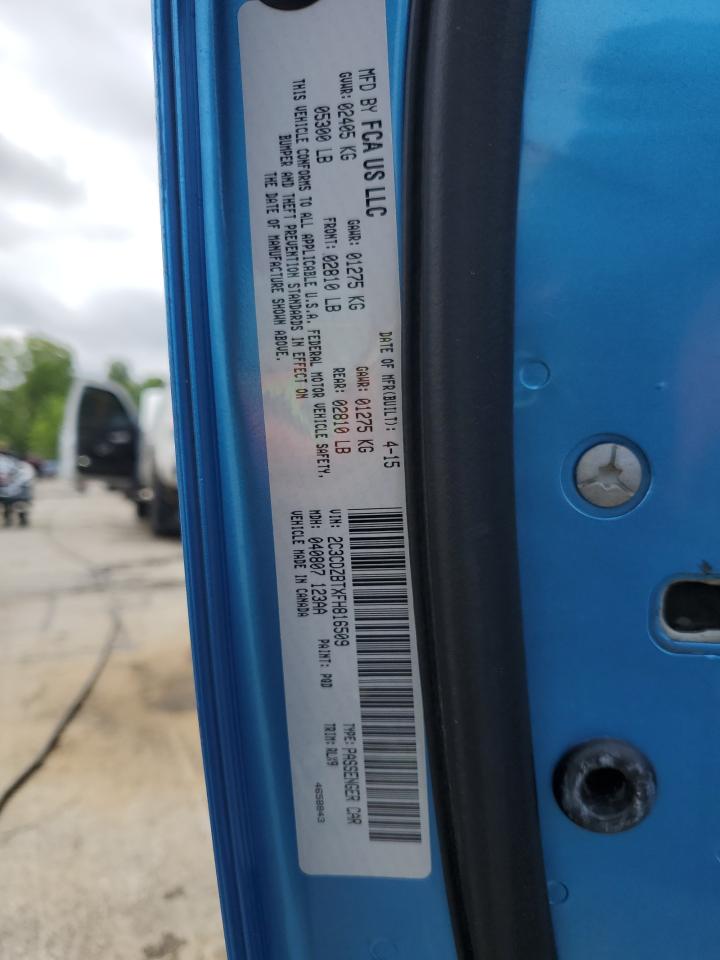 MFD BY FCA US LLC
DATE OF MFR(BUILT): 4-15
GVWR: 02405 KG GAWR: 01275 KG GAWR: 01275 KG
05300 LB FRONT: 02810 LB REAR: 02810 LB
THIS VEHICLE CONFORMS TO ALL APPLICABLE U.S.A. FEDERAL MOTOR VEHICLE SAFETY,
BUMPER AND THEFT PREVENTION STANDARDS IN EFFECT ON
THE DATE OF MANUFACTURE SHOWN ABOVE.
VIN: 2C3CDZBTXFH816509 TYPE: PASSENGER CAR
MDH: 040807 123AA PAINT: PQD TRIM: RLX9
VEHICLE MADE IN CANADA
4658843